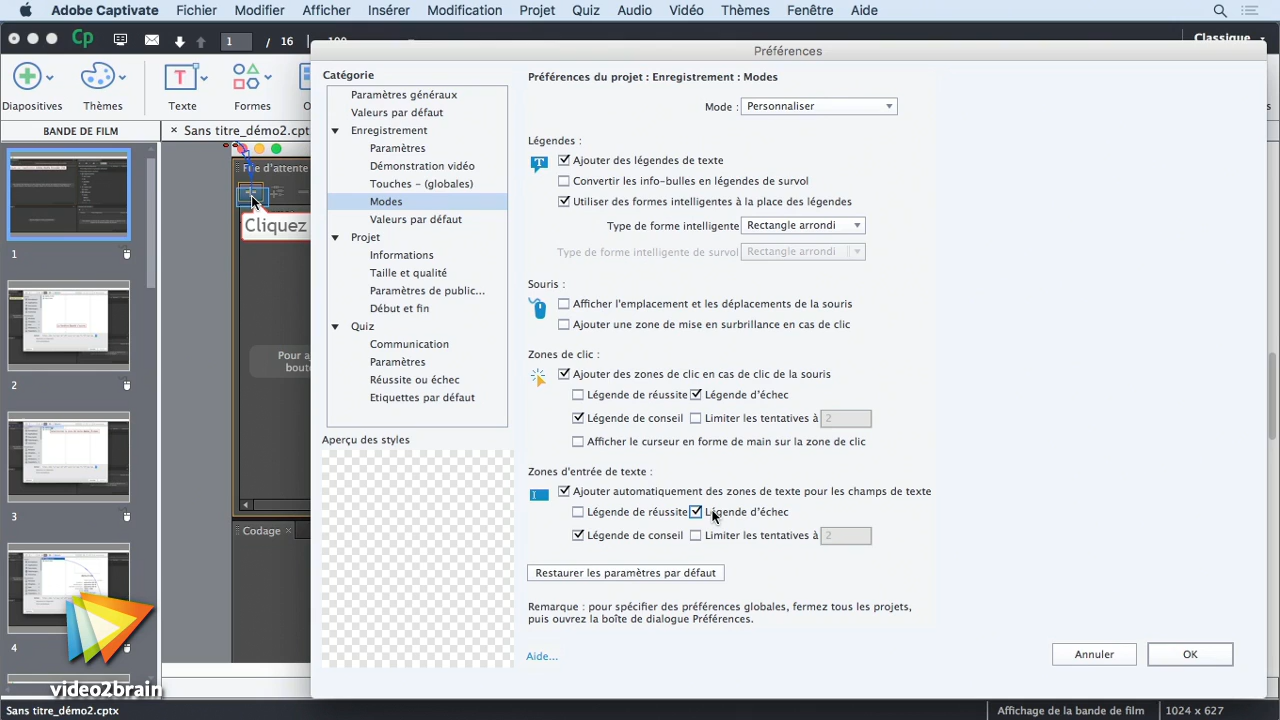 Adobe Captivate Fichier Modifier Afficher Insérer Modification Projet Quiz Audio Vidéo Thèmes Fenêtre Aide
Cp 1 / 16 Classique
Préférences
Diapositives Thèmes Texte Formes
BANDE DE FILM
× Sans titre_démo2.cpt
File d'attente
Cliquez
Pour aj
bout
Codage ×
1
2
3
4
Catégorie
Paramètres généraux
Valeurs par défaut
Enregistrement
Paramètres
Démonstration vidéo
Touches - (globales)
Modes
Valeurs par défaut
Projet
Informations
Taille et qualité
Paramètres de public...
Début et fin
Quiz
Communication
Paramètres
Réussite ou échec
Etiquettes par défaut
Aperçu des styles
Préférences du projet : Enregistrement : Modes
Mode : Personnaliser
Légendes :
Ajouter des légendes de texte
Convertir les info-bulles en légendes de survol
Utiliser des formes intelligentes à la place des légendes
Type de forme intelligente Rectangle arrondi
Type de forme intelligente de survol Rectangle arrondi
Souris :
Afficher l'emplacement et les déplacements de la souris
Ajouter une zone de mise en surbrillance en cas de clic
Zones de clic :
Ajouter des zones de clic en cas de clic de la souris
Légende de réussite Légende d'échec
Légende de conseil Limiter les tentatives à 2
Afficher le curseur en forme de main sur la zone de clic
Zones d'entrée de texte :
Ajouter automatiquement des zones de texte pour les champs de texte
Légende de réussite Légende d'échec
Légende de conseil Limiter les tentatives à 2
Restaurer les paramètres par défaut
Remarque : pour spécifier des préférences globales, fermez tous les projets,
puis ouvrez la boîte de dialogue Préférences.
Aide...
Annuler OK
video2brain
Sans titre_démo2.cptx Affichage de la bande de film 1024 x 627